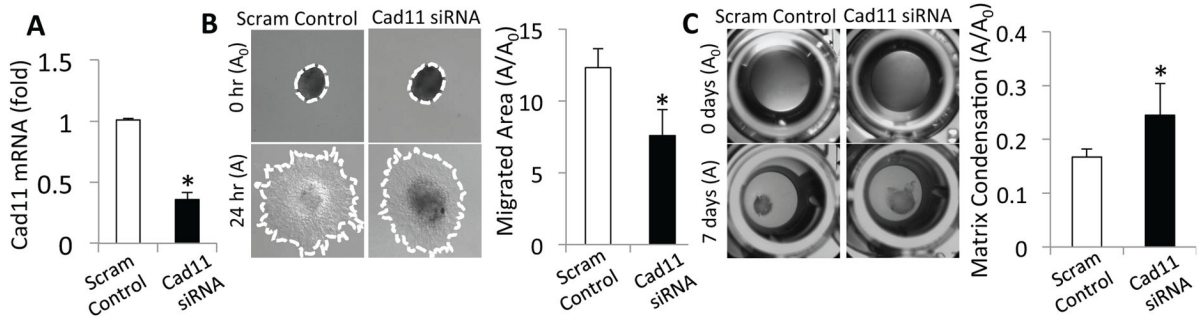 A
Cad11 mRNA (fold)
1.5
1
0.5
0
*
Scram
Control
Cad11
siRNA
B
Scram Control
Cad11 siRNA
0 hr (A0)
24 hr (A)
Migrated Area (A/A0)
15
10
5
0
*
Scram
Control
Cad11
siRNA
C
Scram Control
Cad11 siRNA
0 days (A0)
7 days (A)
Matrix Condensation (A/A0)
0.4
0.3
0.2
0.1
0.0
*
Scram
Control
Cad11
siRNA